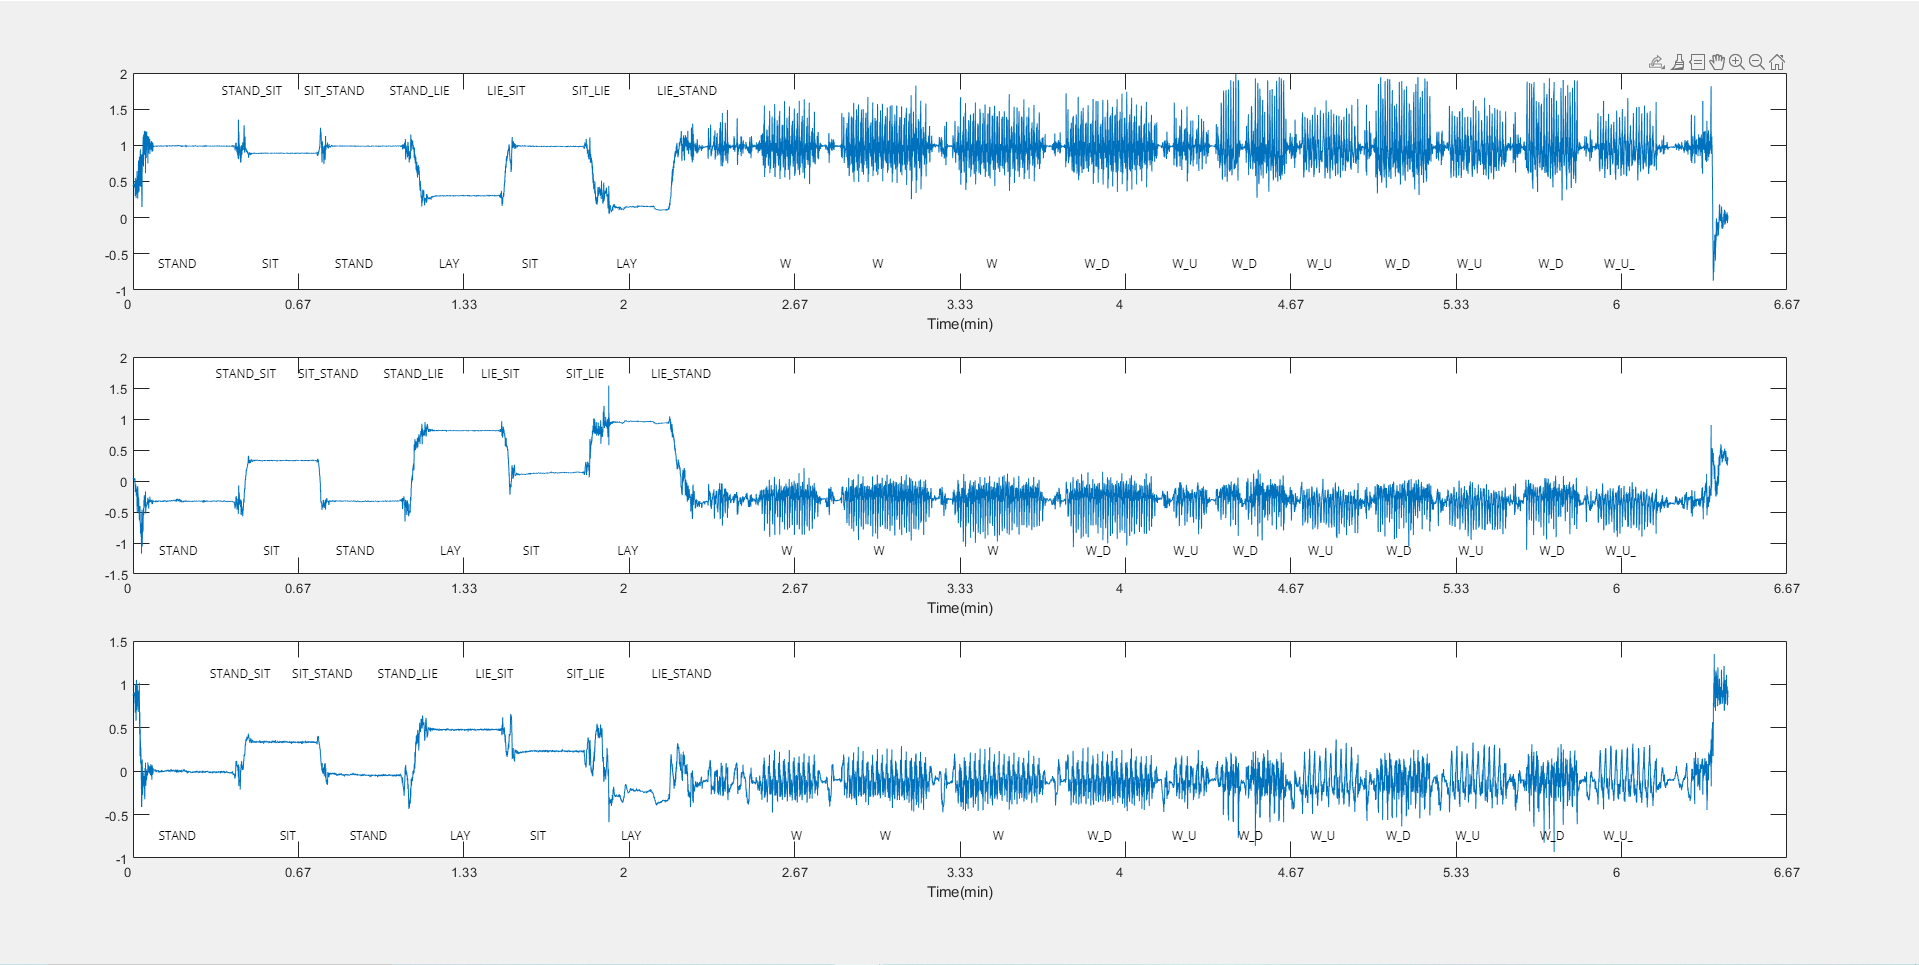 2
STAND_SIT SIT_STAND STAND_LIE LIE_SIT SIT_LIE LIE_STAND
1.5
1
0.5
0
-0.5
STAND SIT STAND LAY SIT LAY W W W W_D W_U W_D W_U W_D W_U W_D W_U_
-1
0 0.67 1.33 2 2.67 3.33 4 4.67 5.33 6 6.67
Time(min)
2
STAND_SIT SIT_STAND STAND_LIE LIE_SIT SIT_LIE LIE_STAND
1.5
1
0.5
0
-0.5
-1
STAND SIT STAND LAY SIT LAY W W W W_D W_U W_D W_U W_D W_U W_D W_U_
-1.5
0 0.67 1.33 2 2.67 3.33 4 4.67 5.33 6 6.67
Time(min)
1.5
STAND_SIT SIT_STAND STAND_LIE LIE_SIT SIT_LIE LIE_STAND
1
0.5
0
-0.5
STAND SIT STAND LAY SIT LAY W W W W_D W_U W_D W_U W_D W_U W_D W_U_
-1
0 0.67 1.33 2 2.67 3.33 4 4.67 5.33 6 6.67
Time(min)